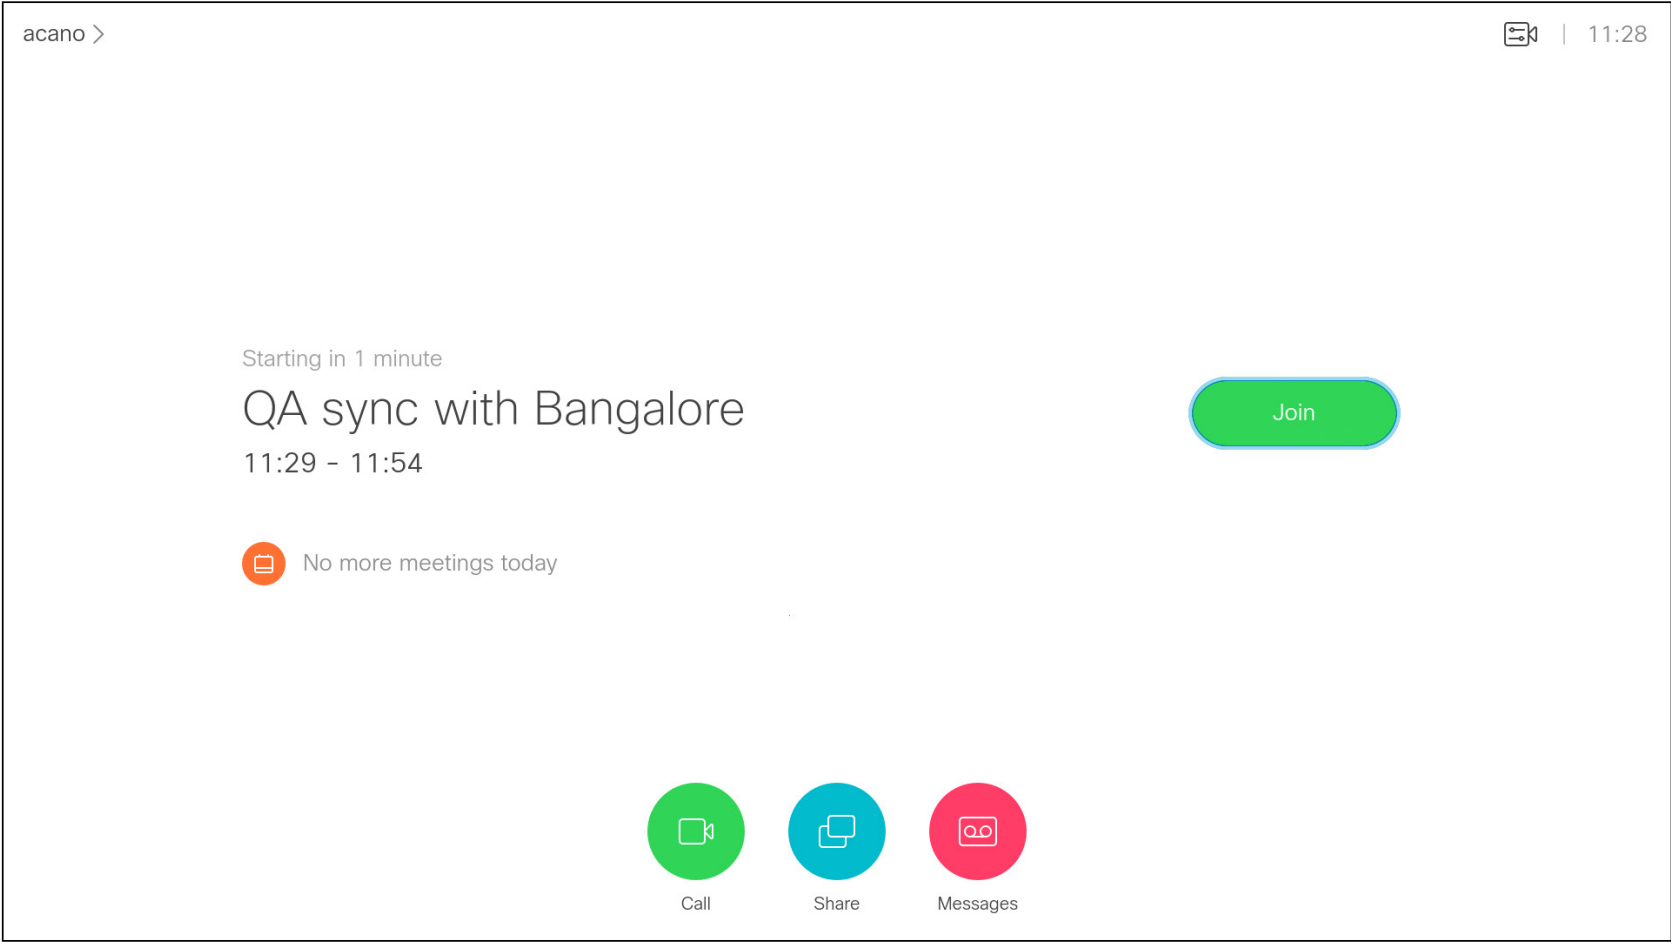 acano
11:28
Starting in 1 minute
QA sync with Bangalore
11:29 - 11:54
Join
No more meetings today
Call
Share
Messages